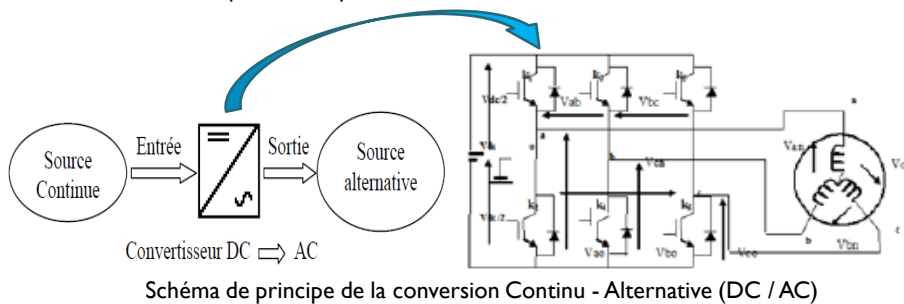 Source
Continue
Entrée
Sortie
Source
alternative
Convertisseur DC ⇨ AC
Vdc/2
Vdc/2
Vab
Vbc
Vca
Vao
Vbo
Vco
Van
Vbn
a
b
c
a
b
o
Schéma de principe de la conversion Continu - Alternative (DC / AC)